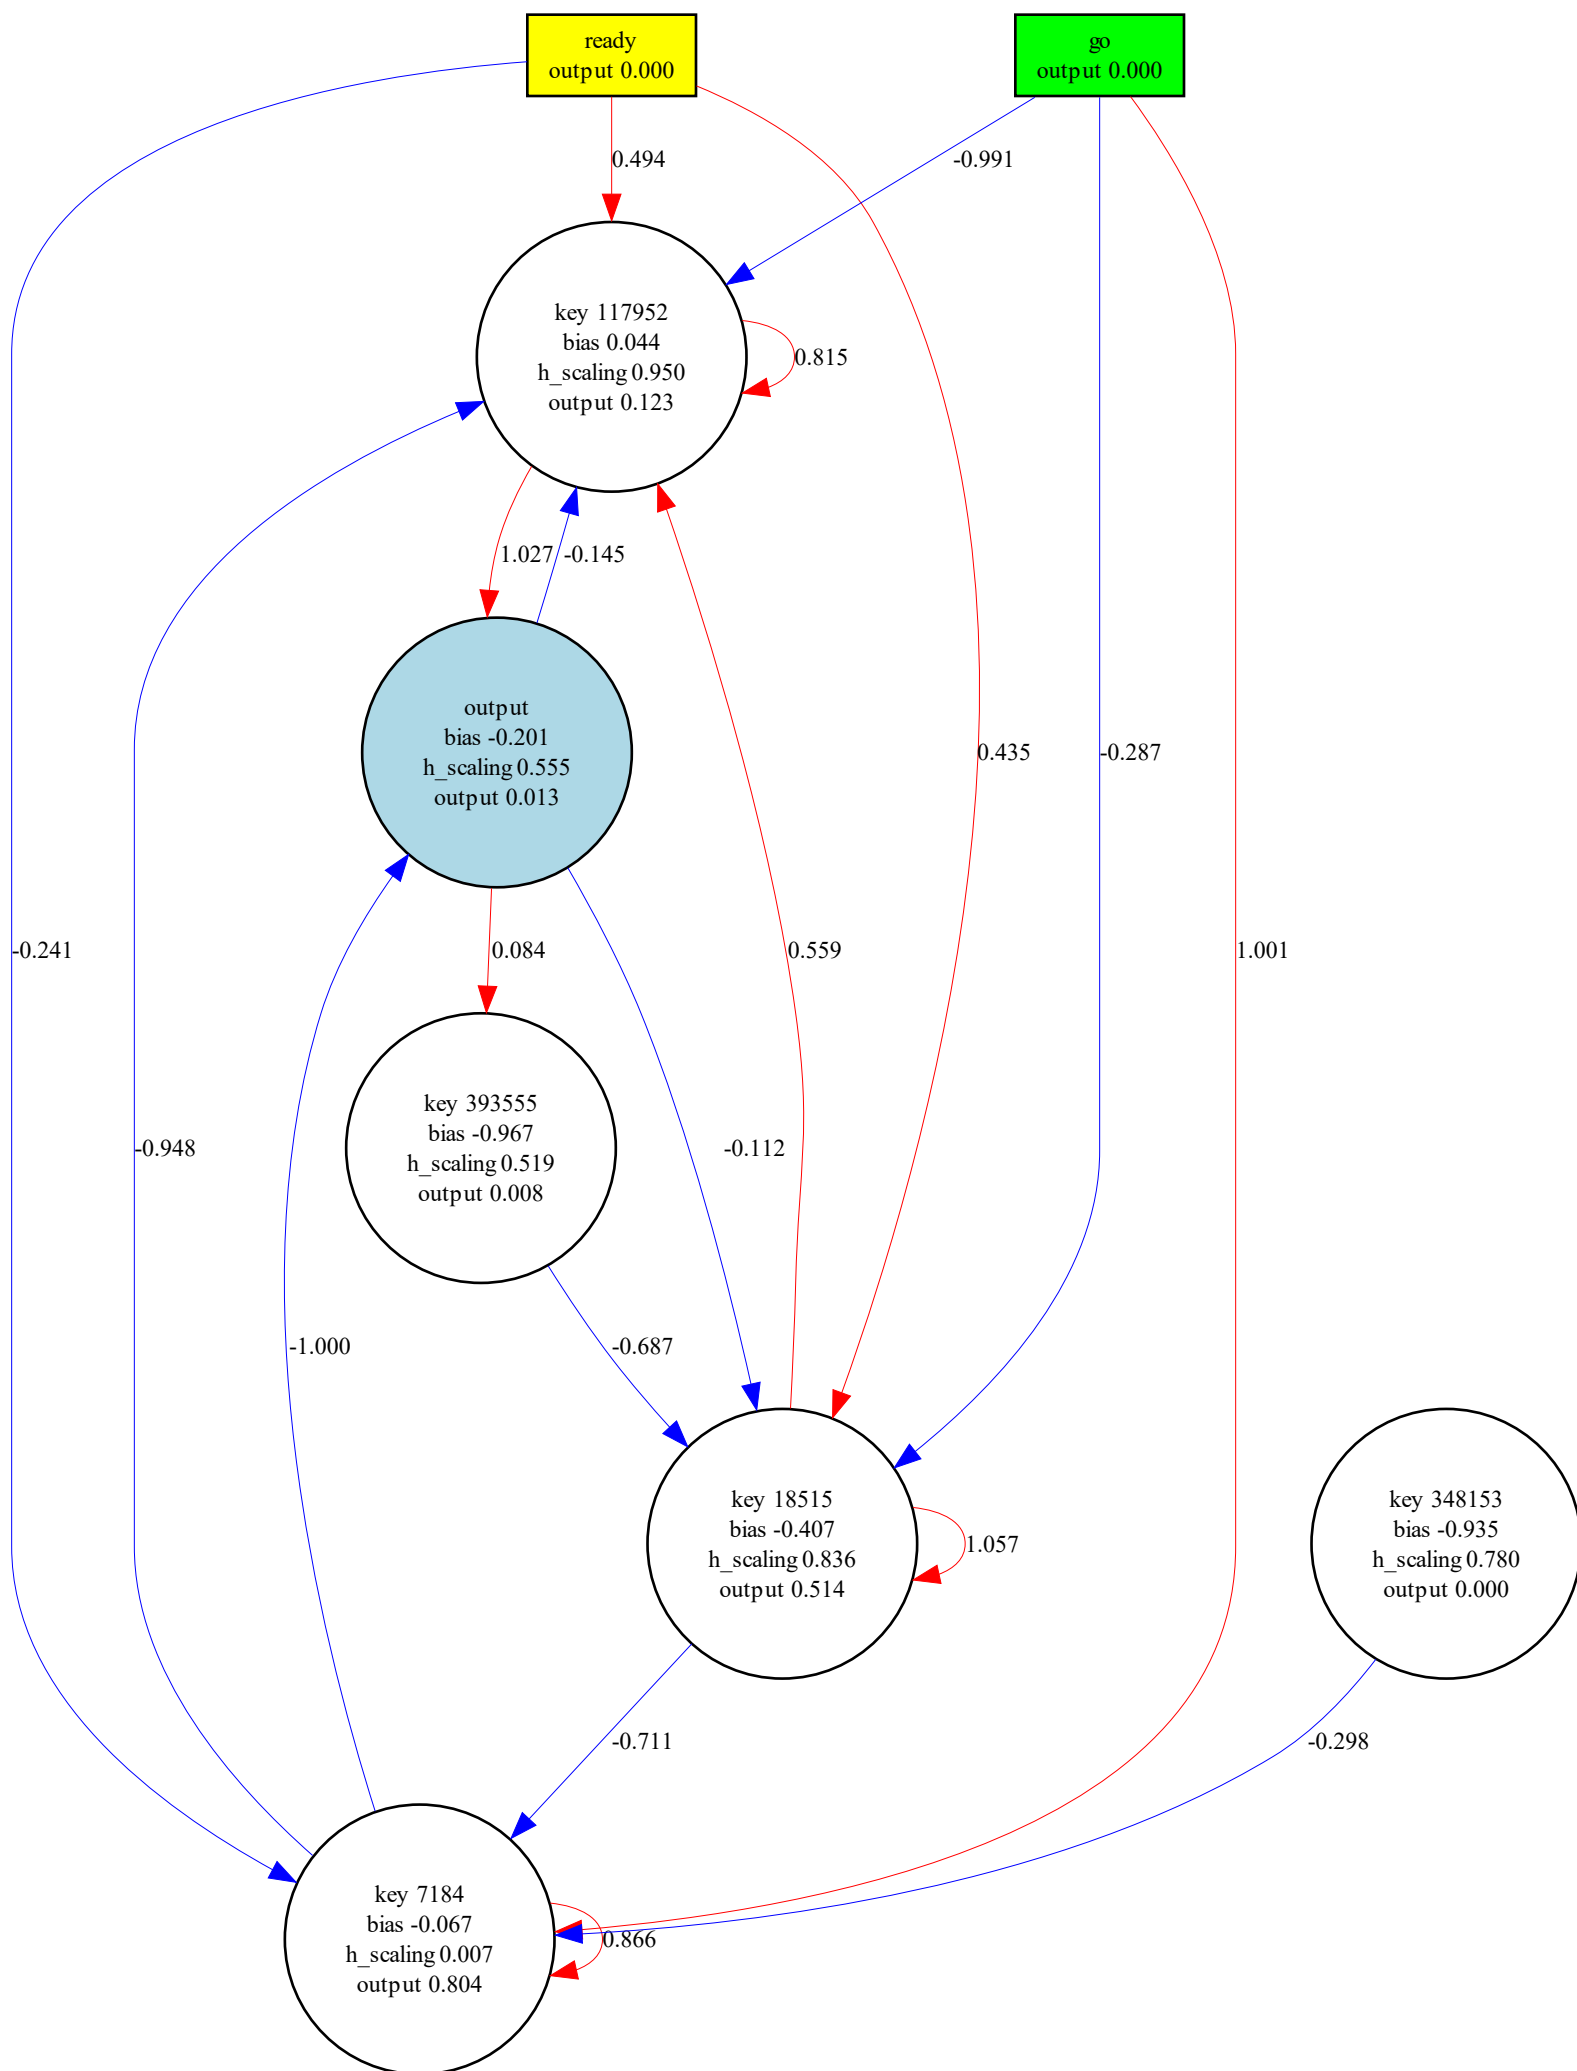 ready
output 0.000
go
output 0.000
0.494
-0.991
key 117952
bias 0.044
h_scaling 0.950
output 0.123
0.815
1.027
-0.145
output
bias -0.201
h_scaling 0.555
output 0.013
0.435
-0.287
-0.241
0.084
0.559
1.001
key 393555
bias -0.967
h_scaling 0.519
output 0.008
-0.948
-0.112
-1.000
-0.687
key 18515
bias -0.407
h_scaling 0.836
output 0.514
1.057
key 348153
bias -0.935
h_scaling 0.780
output 0.000
-0.711
-0.298
key 7184
bias -0.067
h_scaling 0.007
output 0.804
0.866